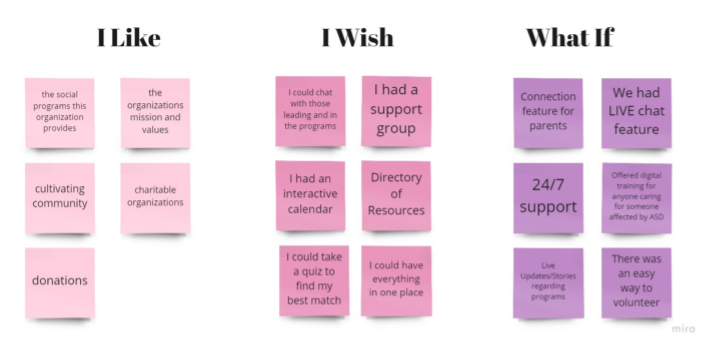 I Like
the social
programs this
organization
provides
the
organizations
mission and
values
cultivating
community
charitable
organizations
donations
I Wish
I could chat
with those
leading and in
the programs
I had a
support
group
I had an
interactive
calendar
Directory
of
Resources
I could take
a quiz to
find my
best match
I could have
everything
in one place
What If
Connection
feature for
parents
We had
LIVE chat
feature
24/7
support
Offered digital
training for
anyone caring
for someone
affected by ASD
Live
Updates/Stories
regarding
programs
There was
an easy
way to
volunteer
miro